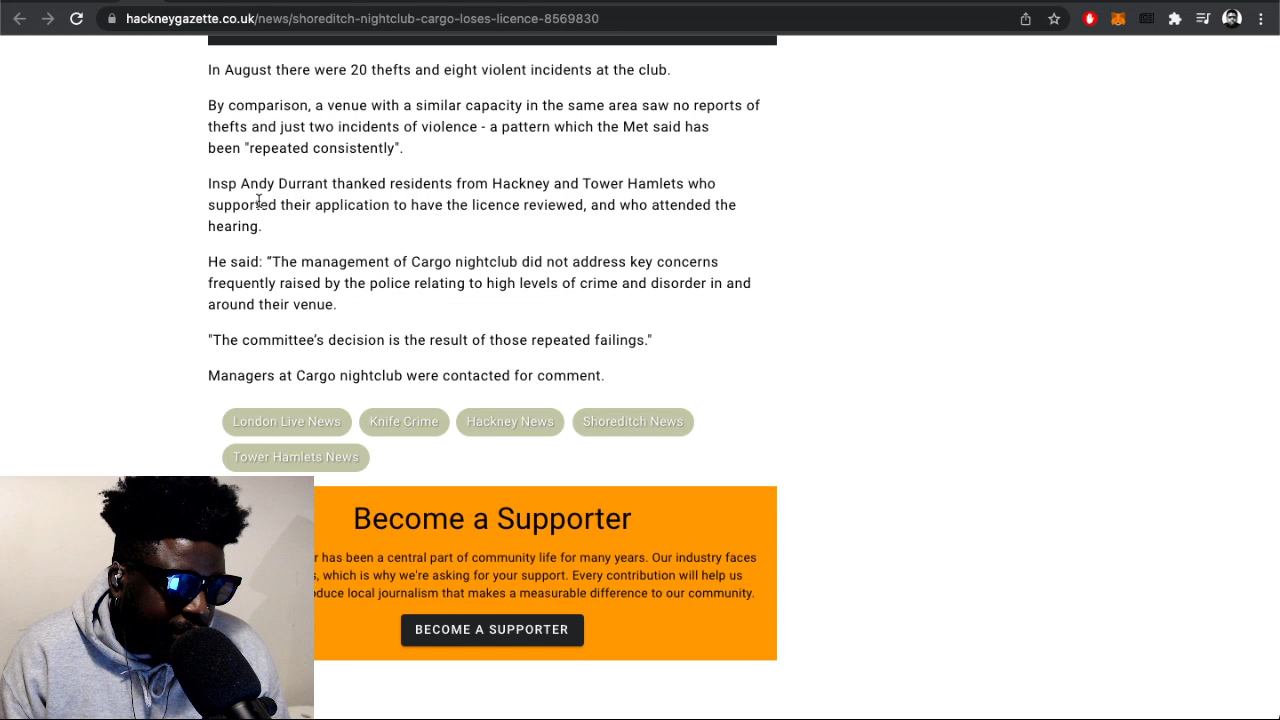 hackneygazette.co.uk/news/shoreditch-nightclub-cargo-loses-licence-8569830
In August there were 20 thefts and eight violent incidents at the club.
By comparison, a venue with a similar capacity in the same area saw no reports of
thefts and just two incidents of violence - a pattern which the Met said has
been "repeated consistently".
Insp Andy Durrant thanked residents from Hackney and Tower Hamlets who
supported their application to have the licence reviewed, and who attended the
hearing.
He said: “The management of Cargo nightclub did not address key concerns
frequently raised by the police relating to high levels of crime and disorder in and
around their venue.
"The committee’s decision is the result of those repeated failings."
Managers at Cargo nightclub were contacted for comment.
London Live News Knife Crime Hackney News Shoreditch News
Tower Hamlets News
Become a Supporter
has been a central part of community life for many years. Our industry faces
which is why we're asking for your support. Every contribution will help us
local journalism that makes a measurable difference to our community.
BECOME A SUPPORTER